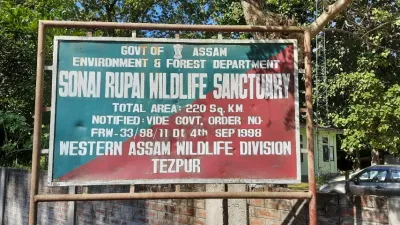 GOVT OF ASSAM
ENVIRONMENT & FOREST DEPARTMENT
SONAI RUPAI WILDLIFE SANCTUARY
TOTAL AREA: 220 Sq. KM
NOTIFIED: VIDE GOVT, ORDER NO-
FRW-33/98/11 Dt 4th SEP 1998
WESTERN ASSAM WILDLIFE DIVISION
TEZPUR